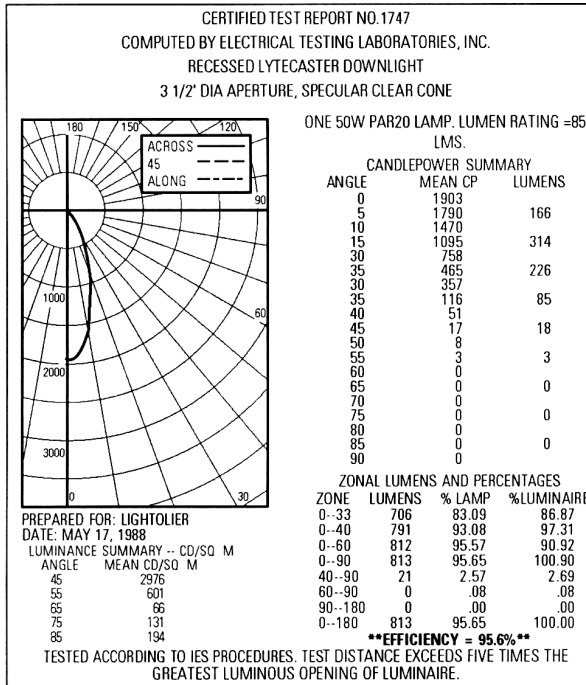 CERTIFIED TEST REPORT NO.1747
COMPUTED BY ELECTRICAL TESTING LABORATORIES, INC.
RECESSED LYTECASTER DOWNLIGHT
3 1/2" DIA APERTURE, SPECULAR CLEAR CONE
180 150 120
ACROSS
45
ALONG
90
1000
60
2000
3000
0 30
PREPARED FOR: LIGHTOLIER
DATE: MAY 17, 1988
LUMINANCE SUMMARY -- CD/SQ M
ANGLE MEAN CD/SQ M
45 2976
55 601
65 66
75 131
85 194
ONE 50W PAR20 LAMP. LUMEN RATING =85
LMS.
CANDLEPOWER SUMMARY
ANGLE MEAN CP LUMENS
0 1903
5 1790 166
10 1470
15 1095 314
30 758
35 465 226
30 357
35 116 85
40 51
45 17 18
50 8
55 3 3
60 0
65 0 0
70 0
75 0 0
80 0
85 0 0
90 0
ZONAL LUMENS AND PERCENTAGES
ZONE LUMENS % LAMP %LUMINAIRE
0--33 706 83.09 86.87
0--40 791 93.08 97.31
0--60 812 95.57 90.92
0--90 813 95.65 100.90
40--90 21 2.57 2.69
60--90 0 .08 .08
90--180 0 .00 .00
0--180 813 95.65 100.00
**EFFICIENCY = 95.6%**
TESTED ACCORDING TO IES PROCEDURES. TEST DISTANCE EXCEEDS FIVE TIMES THE
GREATEST LUMINOUS OPENING OF LUMINAIRE.